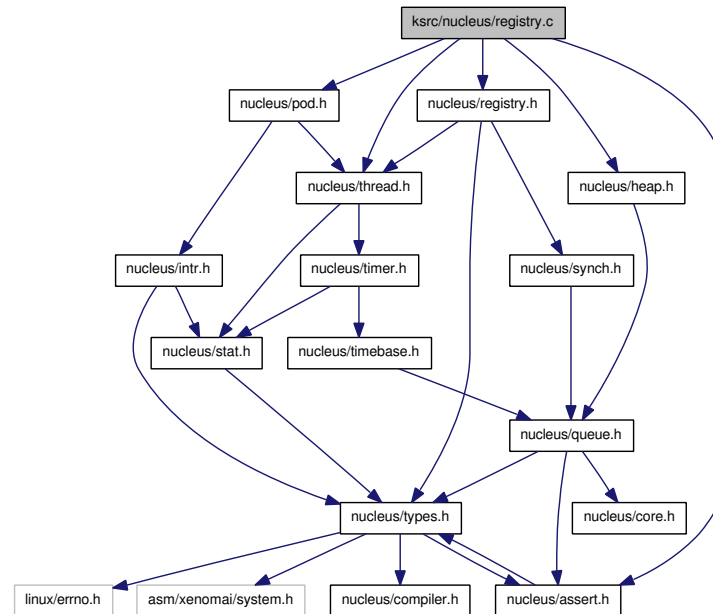 ksrc/nucleus/registry.c
nucleus/pod.h
nucleus/registry.h
nucleus/thread.h
nucleus/heap.h
nucleus/intr.h
nucleus/timer.h
nucleus/synch.h
nucleus/stat.h
nucleus/timebase.h
nucleus/queue.h
nucleus/types.h
nucleus/core.h
linux/errno.h
asm/xenomai/system.h
nucleus/compiler.h
nucleus/assert.h